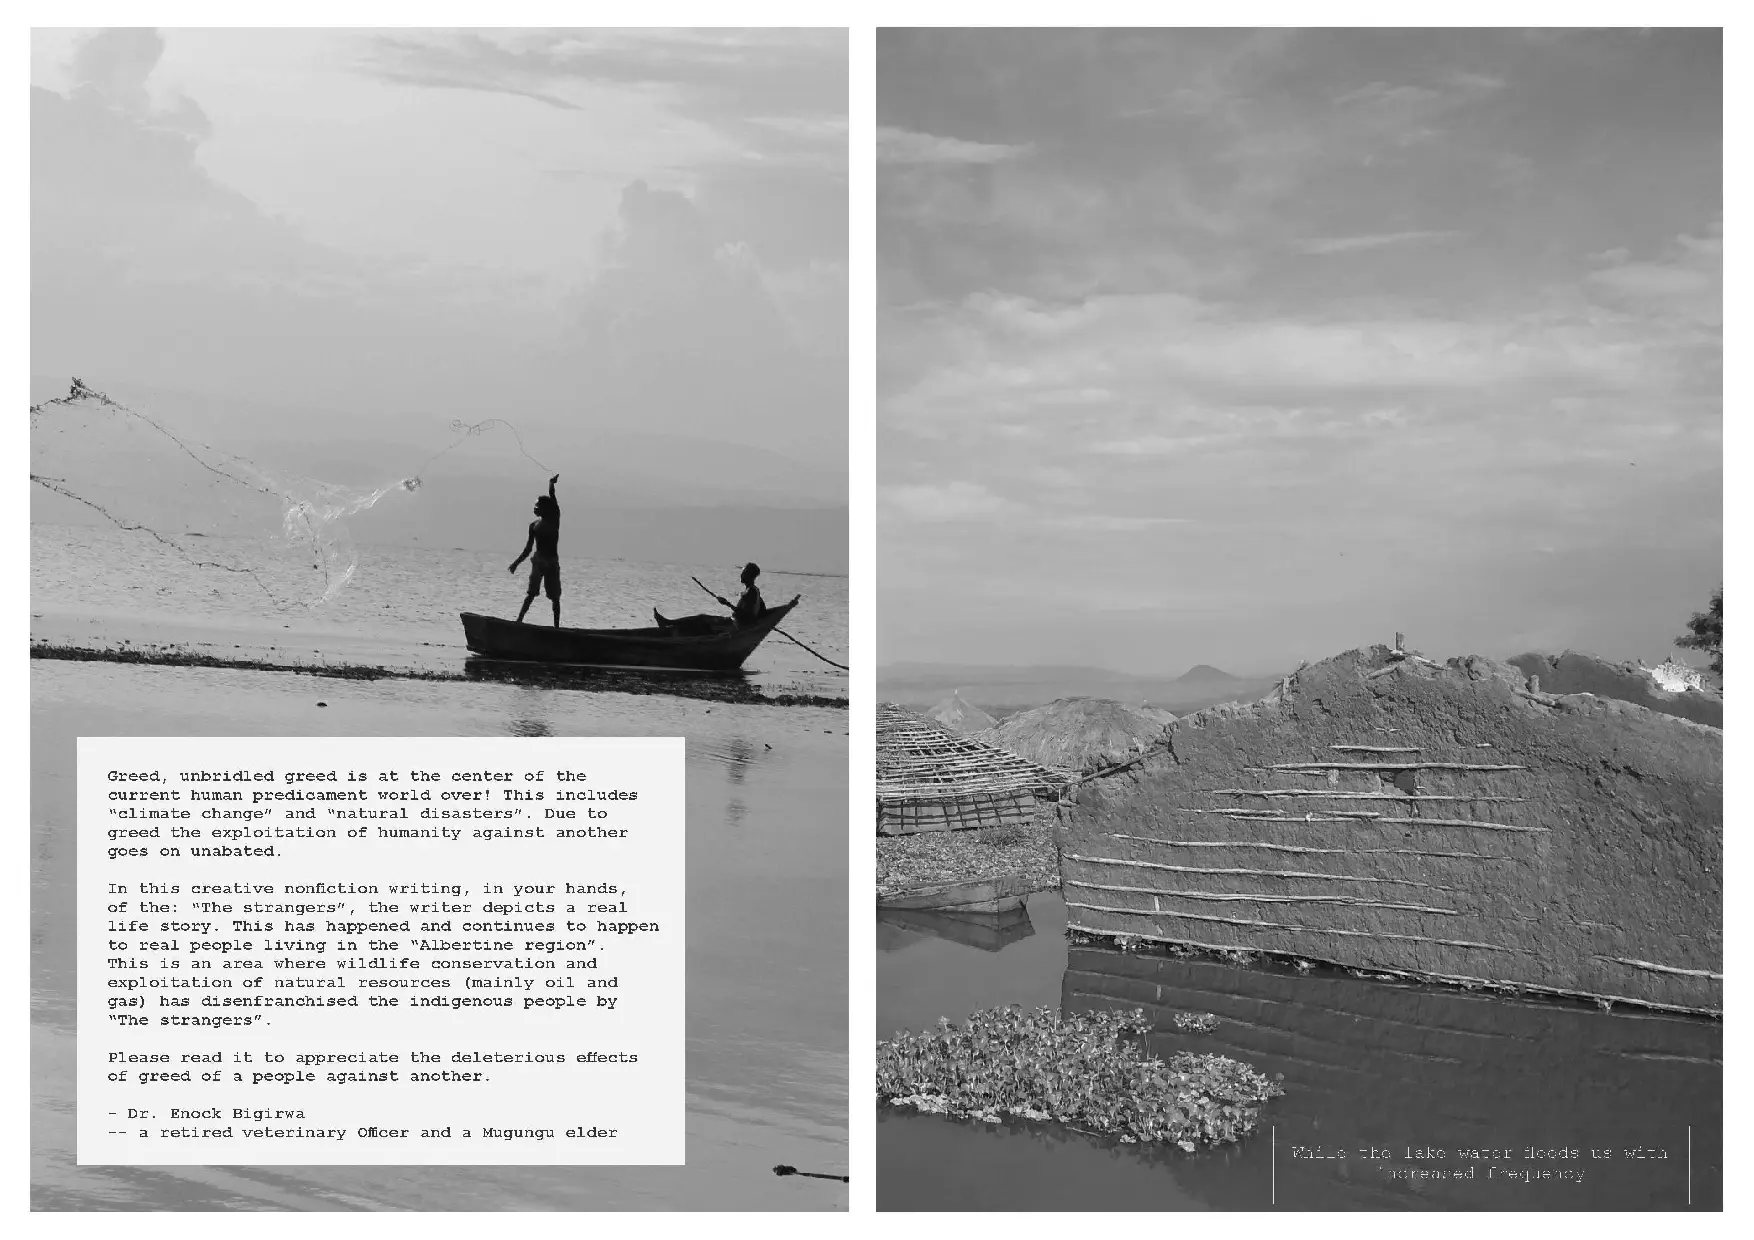 Greed, unbridled greed is at the center of the
current human predicament world over! This includes
“climate change” and “natural disasters”. Due to
greed the exploitation of humanity against another
goes on unabated.
In this creative nonfiction writing, in your hands,
of the: “The strangers”, the writer depicts a real
life story. This has happened and continues to happen
to real people living in the “Albertine region”.
This is an area where wildlife conservation and
exploitation of natural resources (mainly oil and
gas) has disenfranchised the indigenous people by
“The strangers”.
Please read it to appreciate the deleterious effects
of greed of a people against another.
- Dr. Enock Bigirwa
-- a retired veterinary Officer and a Mugungu elder
While the lake water floods us with
increased frequency